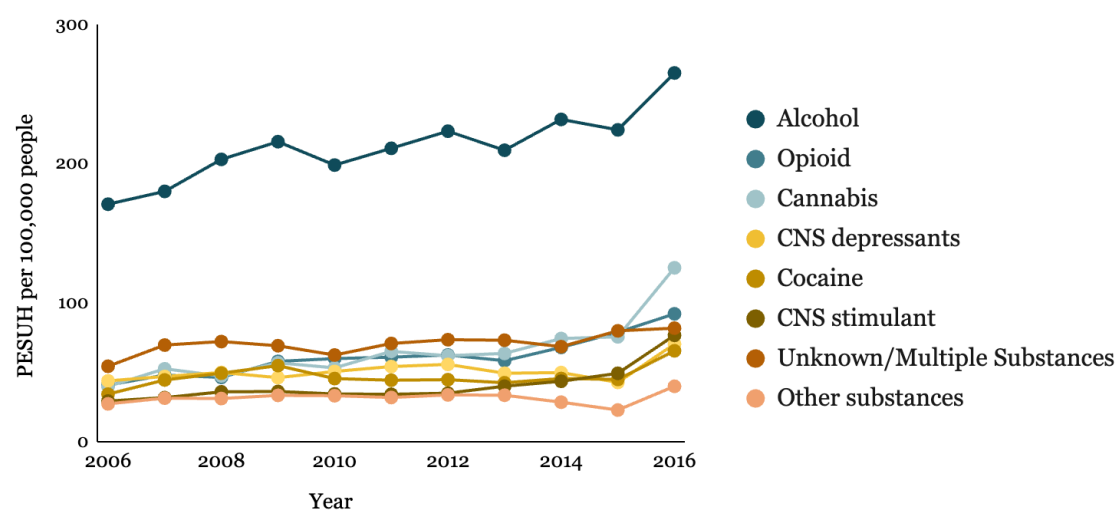 300
200
100
0
PESUH per 100,000 people
2006 2008 2010 2012 2014 2016
Year
Alcohol
Opioid
Cannabis
CNS depressants
Cocaine
CNS stimulant
Unknown/Multiple Substances
Other substances